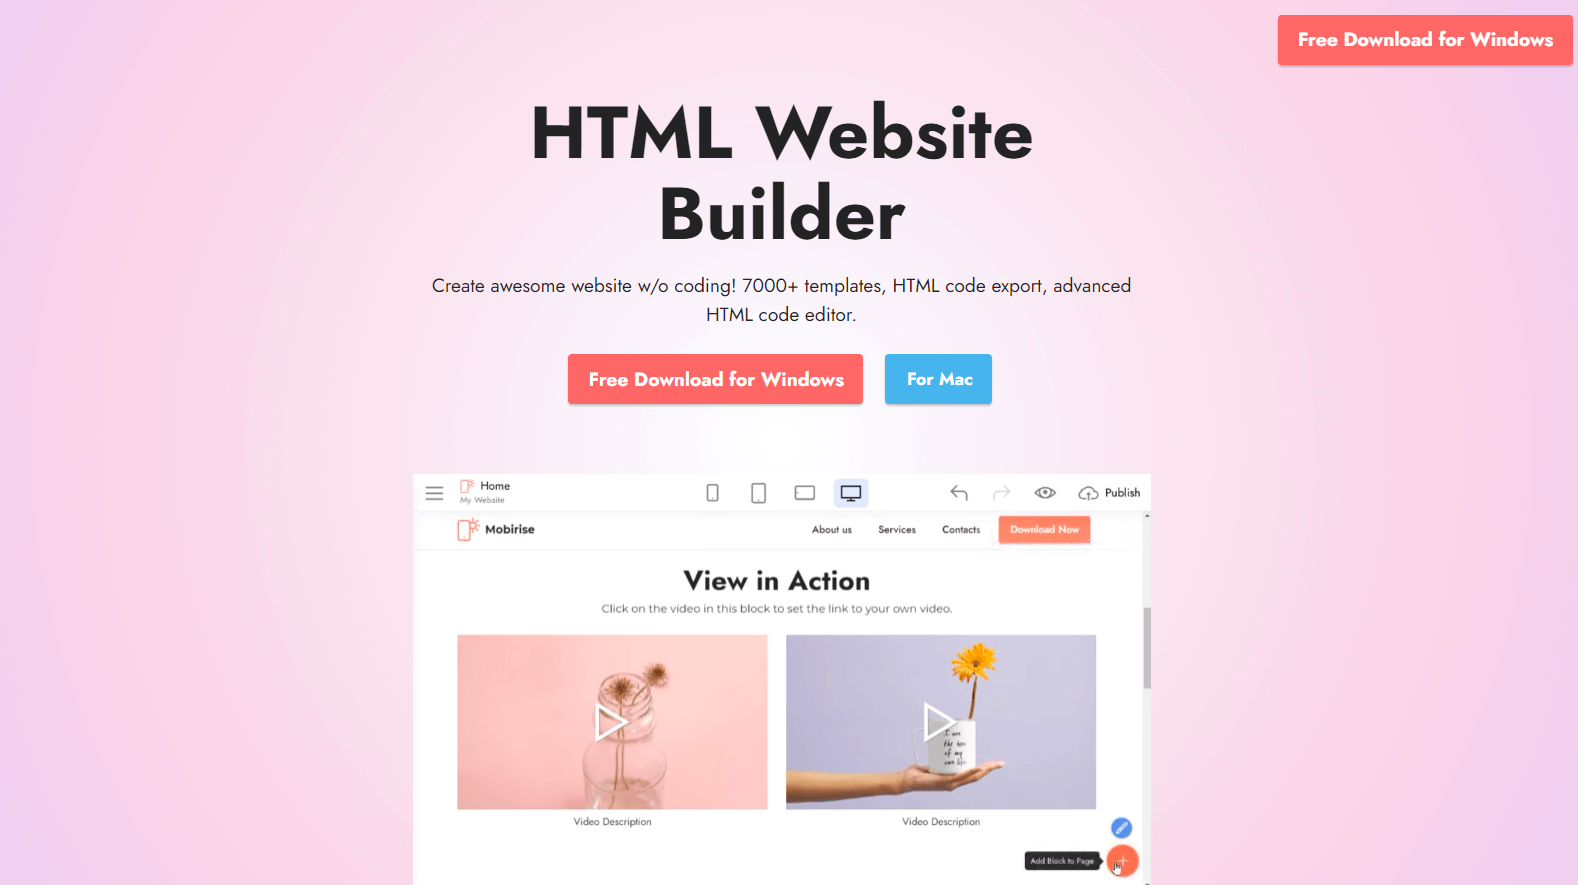 Free Download for Windows
HTML Website
Builder
Create awesome website w/o coding! 7000+ templates, HTML code export, advanced
HTML code editor.
Free Download for Windows
For Mac
Home
My Website
Publish
Mobirise
About us
Services
Contacts
Download Now
View in Action
Click on the video in this block to set the link to your own video.
I am
the hero
of my
own life.
Video Description
Video Description
Add Block to Page